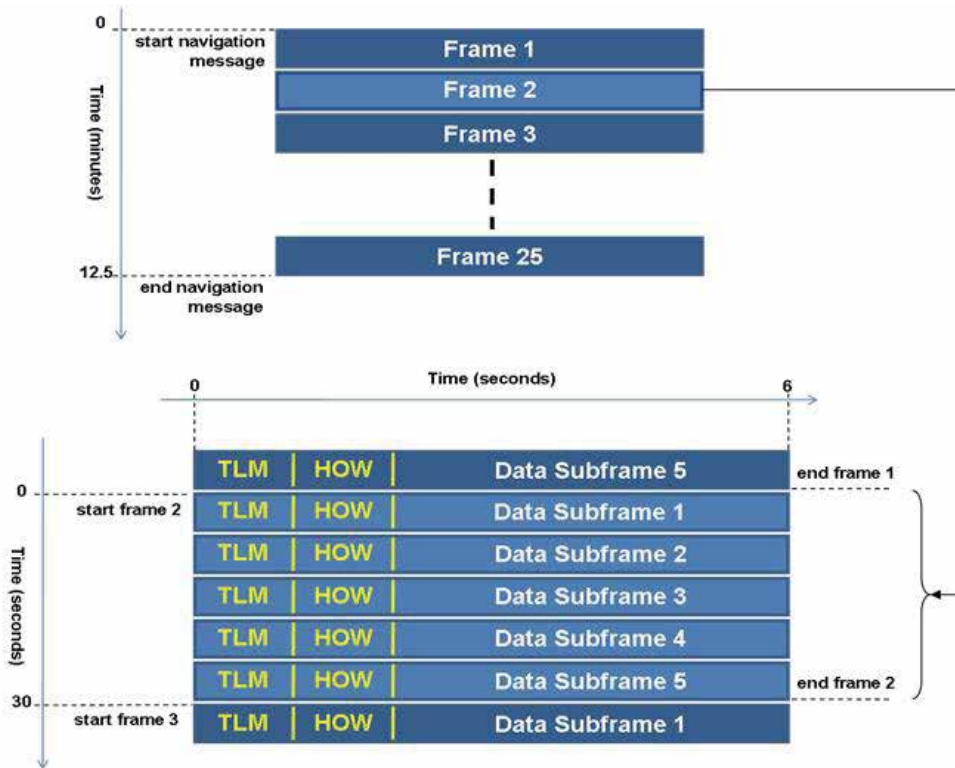 0
start navigation
message
Time (minutes)
Frame 1
Frame 2
Frame 3
Frame 25
12.5
end navigation
message
Time (seconds)
0
6
Time (seconds)
TLM | HOW | Data Subframe 5
end frame 1
0
start frame 2
TLM | HOW | Data Subframe 1
TLM | HOW | Data Subframe 2
TLM | HOW | Data Subframe 3
TLM | HOW | Data Subframe 4
TLM | HOW | Data Subframe 5
end frame 2
30
start frame 3
TLM | HOW | Data Subframe 1